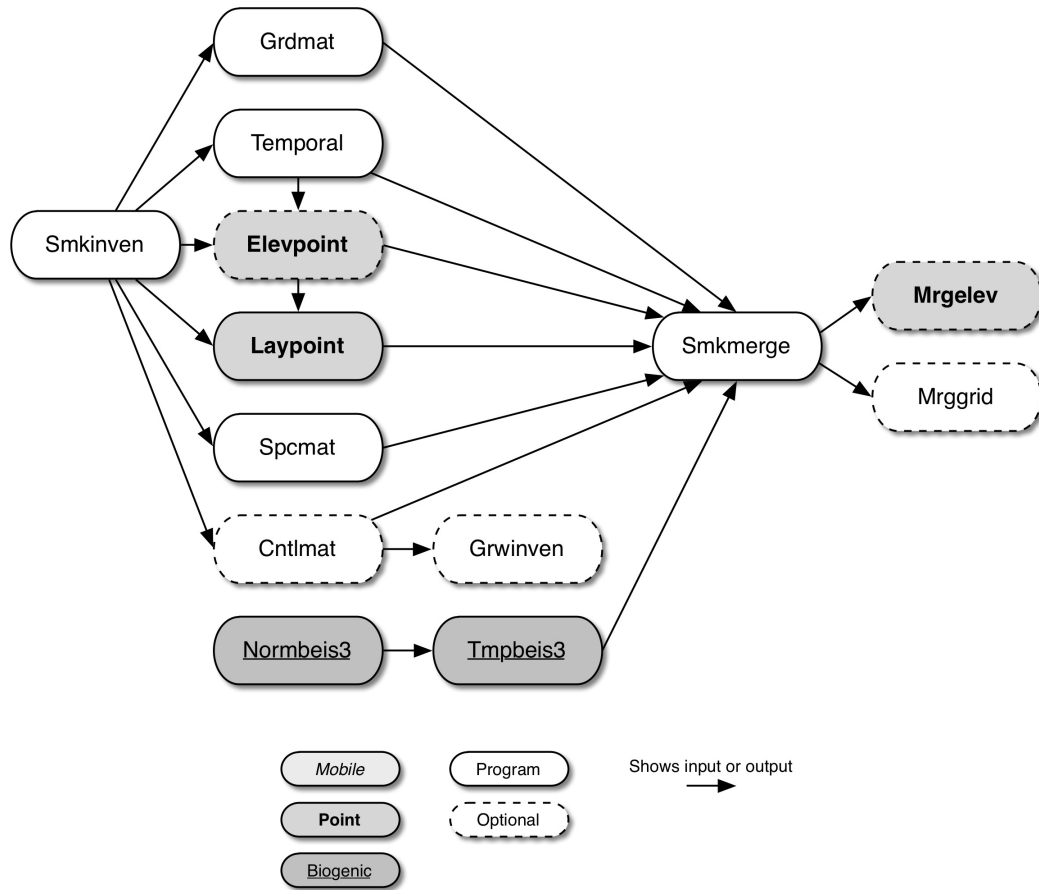 Grdmat
Temporal
Smkinven
Elevpoint
Laypoint
Smkmerge
Mrgelev
Mrggrid
Spcmat
Cntlmat
Grwinven
Normbeis3
Tmpbeis3
Mobile
Program
Shows input or output
Point
Optional
Biogenic